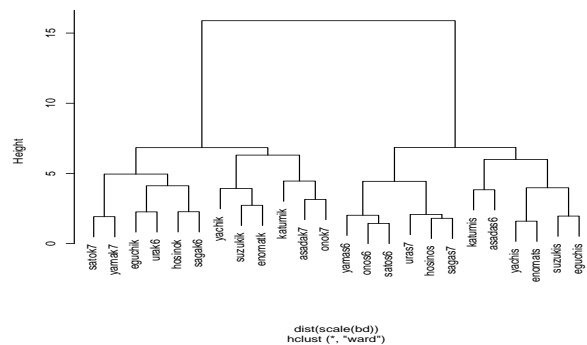 15
10
5
0
Height
satok7
yamak7
eguchik
urak6
hosinok
sagak6
yachik
suzukik
enomatk
katumik
asadak7
onok7
yamas6
onos6
satos6
uras7
hosinos
sagas7
katumis
asadas6
yachis
enomats
suzukis
eguchis
dist(scale(bd))
hclust (*, "ward")